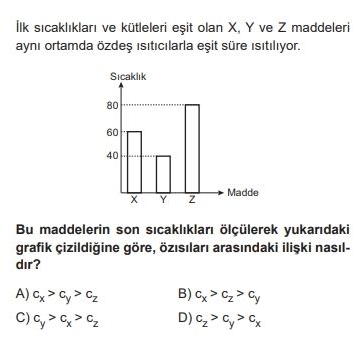 İlk sıcaklıkları ve kütleleri eşit olan X, Y ve Z maddeleri
aynı ortamda özdeş ısıtıcılarla eşit süre ısıtılıyor.
Sıcaklık
80
60
40
X Y Z
Madde
Bu maddelerin son sıcaklıkları ölçülerek yukarıdaki
grafik çizildiğine göre, özısıları arasındaki ilişki nasıl-
dır?
A) cx > cy > cz
B) cx > cz > cy
C) cy > cx > cz
D) cz > cy > cx